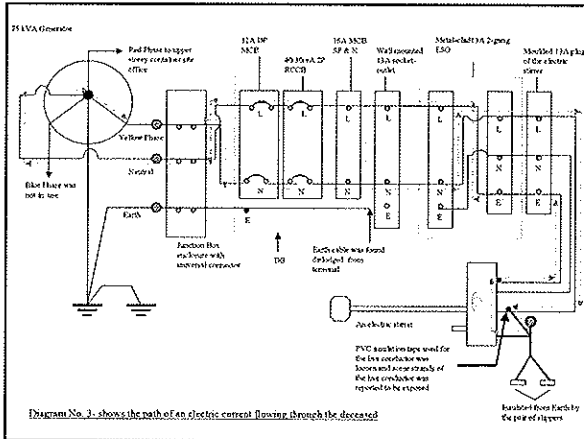 25 kVA Generator
Red Phase to upper
storey container site
office
32A DP
MCB
40/30mA 2P
RCCB
15A MCB
SP & N
Wall mounted
13A socket-
outlet
Metal-clad 13A 2-gang
ESO
Moulded 13A plug
of the electric
stirrer
Yellow Phase
Neutral
Blue Phase was
not in use
Earth
L
L
L
L
L
L
L
N
N
N
N
N
N
N
E
E
E
E
E
Junction Box
enclosure with
universal connector
DB
Earth cable was found
dislodged from
terminal
An electric stirrer
PVC insulation tape used for
the live conductor was
loosen and some strands of
the live conductor was
reported to be exposed
Insulated from Earth by
the pair of slippers
Diagram No. 3- shows the path of an electric current flowing through the deceased